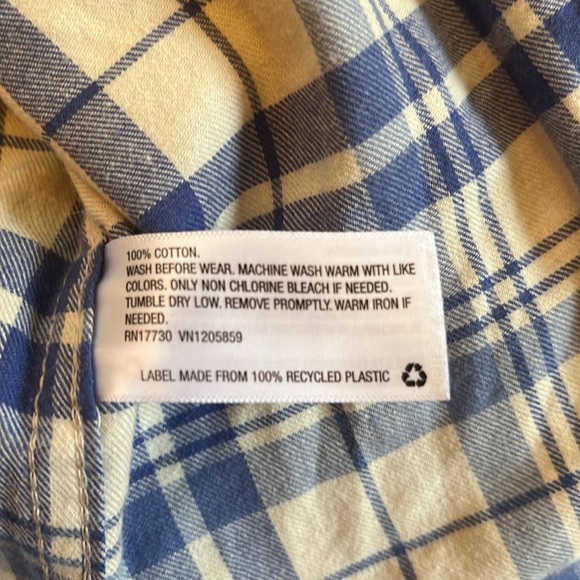 100% COTTON.
WASH BEFORE WEAR. MACHINE WASH WARM WITH LIKE
COLORS. ONLY NON CHLORINE BLEACH IF NEEDED.
TUMBLE DRY LOW. REMOVE PROMPTLY. WARM IRON IF
NEEDED.
RN17730 VN1205859
LABEL MADE FROM 100% RECYCLED PLASTIC